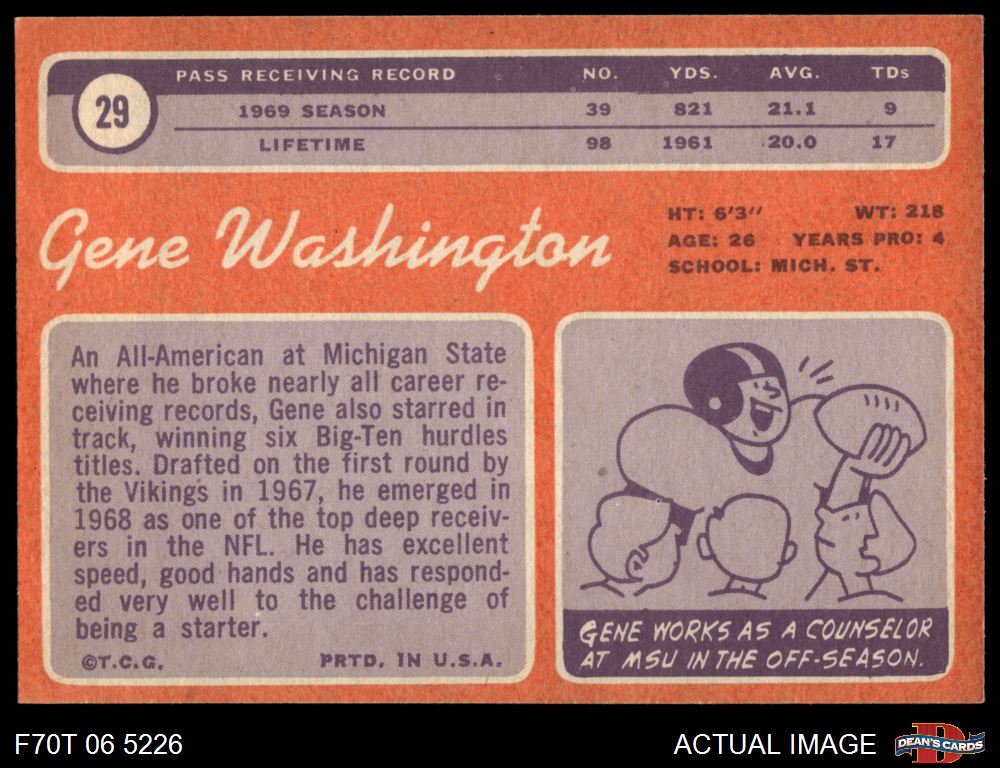 29
PASS RECEIVING RECORD NO. YDS. AVG. TDs
1969 SEASON 39 821 21.1 9
LIFETIME 98 1961 20.0 17
Gene Washington
HT: 6'3" WT: 218
AGE: 26 YEARS PRO: 4
SCHOOL: MICH. ST.
An All-American at Michigan State
where he broke nearly all career re-
ceiving records, Gene also starred in
track, winning six Big-Ten hurdles
titles. Drafted on the first round by
the Vikings in 1967, he emerged in
1968 as one of the top deep receiv-
ers in the NFL. He has excellent
speed, good hands and has respond-
ed very well to the challenge of
being a starter.
©T.C.G. PRTD. IN U.S.A.
GENE WORKS AS A COUNSELOR
AT MSU IN THE OFF-SEASON.
F70T 06 5226
ACTUAL IMAGE
D
DEAN'S CARDS